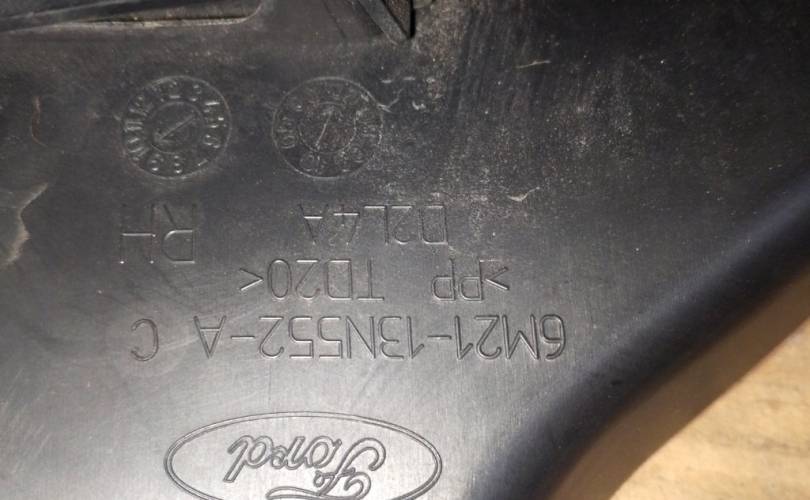 Ford
6M21-13N552-A C
>PP TD20<
D2L4A RH